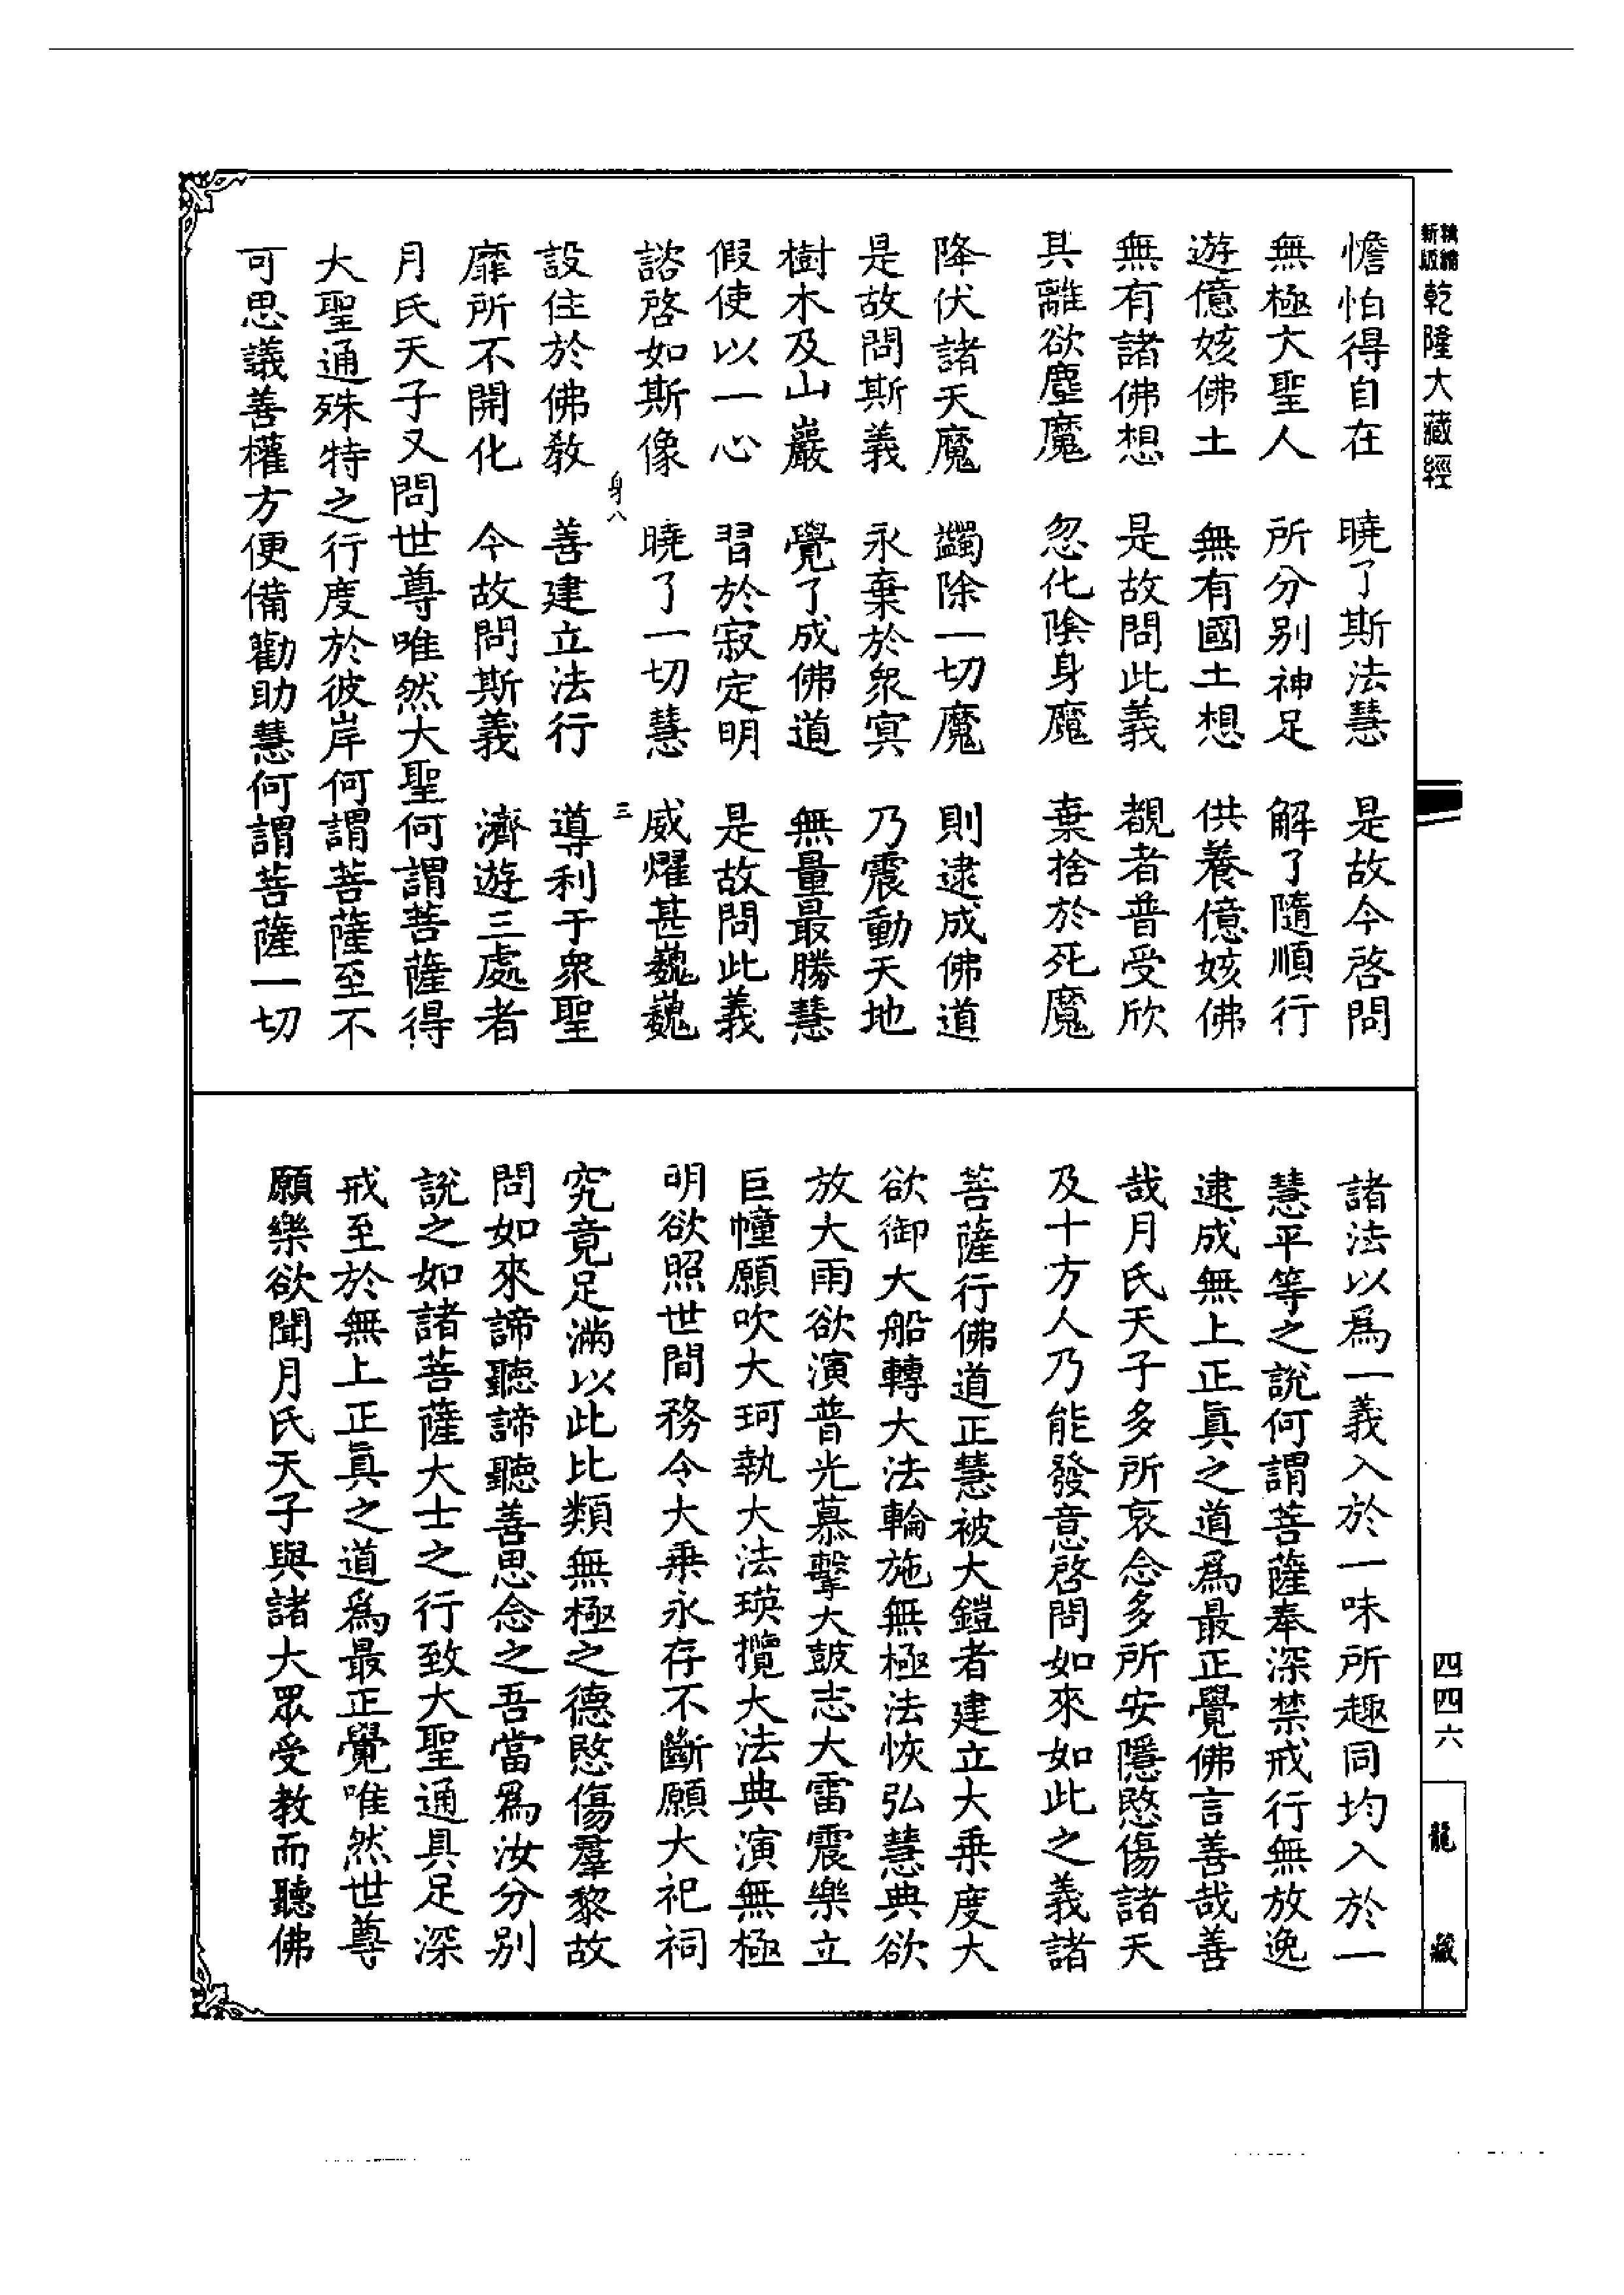 精縮新版乾隆大藏經
憺怕得自在　曉了斯法慧　是故今啓問
無極大聖人　所分别神足　解了隨順行
遊億姟佛土　無有國土想　供養億姟佛
無有諸佛想　是故問此義　覩者普受欣
其離欲塵魔　忽化陰身魔　棄捨於死魔
降伏諸天魔　蠲除一切魔　則逮成佛道
是故問斯義　永棄於衆㝠　乃震動天地
樹木及山巖　覺了成佛道　無量最勝慧
假使以一心　習於寂定明　是故問此義
諮啓如斯像　曉了一切慧　威燿甚巍巍
身八　三
設住於佛教　善建立法行　導利于衆聖
靡所不開化　今故問斯義　濟遊三處者
月氏天子又問世尊唯然大聖何謂菩薩得
大聖通殊特之行度於彼岸何謂菩薩至不
可思議善權方便備勸助慧何謂菩薩一切
諸法以爲一義入於一味所趣同均入於一
慧平等之說何謂菩薩奉深禁戒行無放逸
逮成無上正眞之道爲最正覺佛言善哉善
哉月氏天子多所哀念多所安隱愍傷諸天
及十方人乃能發意啓問如來如此之義諸
菩薩行佛道正慧被大鎧者建立大乗度大
欲御大船轉大法輪施無極法恢弘慧典欲
放大雨欲演普光慕擊大鼓志大雷震樂立
巨幢願吹大珂執大法瑛攬大法典演無極
明欲照世間務令大乗永存不斷願大祀祠
究竟足滿以此比類無極之德愍傷羣黎故
問如來諦聽諦聽善思念之吾當爲汝分别
說之如諸菩薩大士之行致大聖通具足深
戒至於無上正眞之道爲最正覺唯然世尊
願樂欲聞月氏天子與諸大眾受教而聽佛
四四六
龍藏